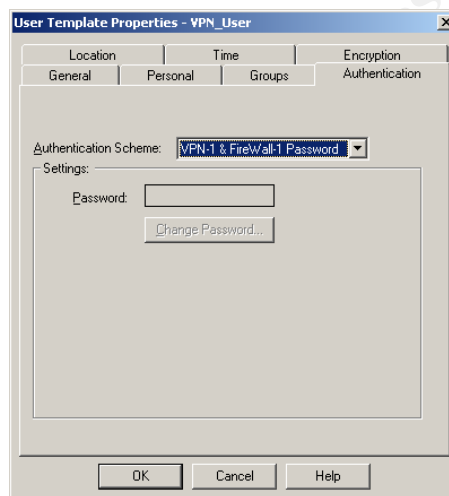 User Template Properties - VPN_User
Location Time Encryption
General Personal Groups Authentication
Authentication Scheme: VPN-1 & FireWall-1 Password
Settings:
Password:
Change Password...
OK Cancel Help